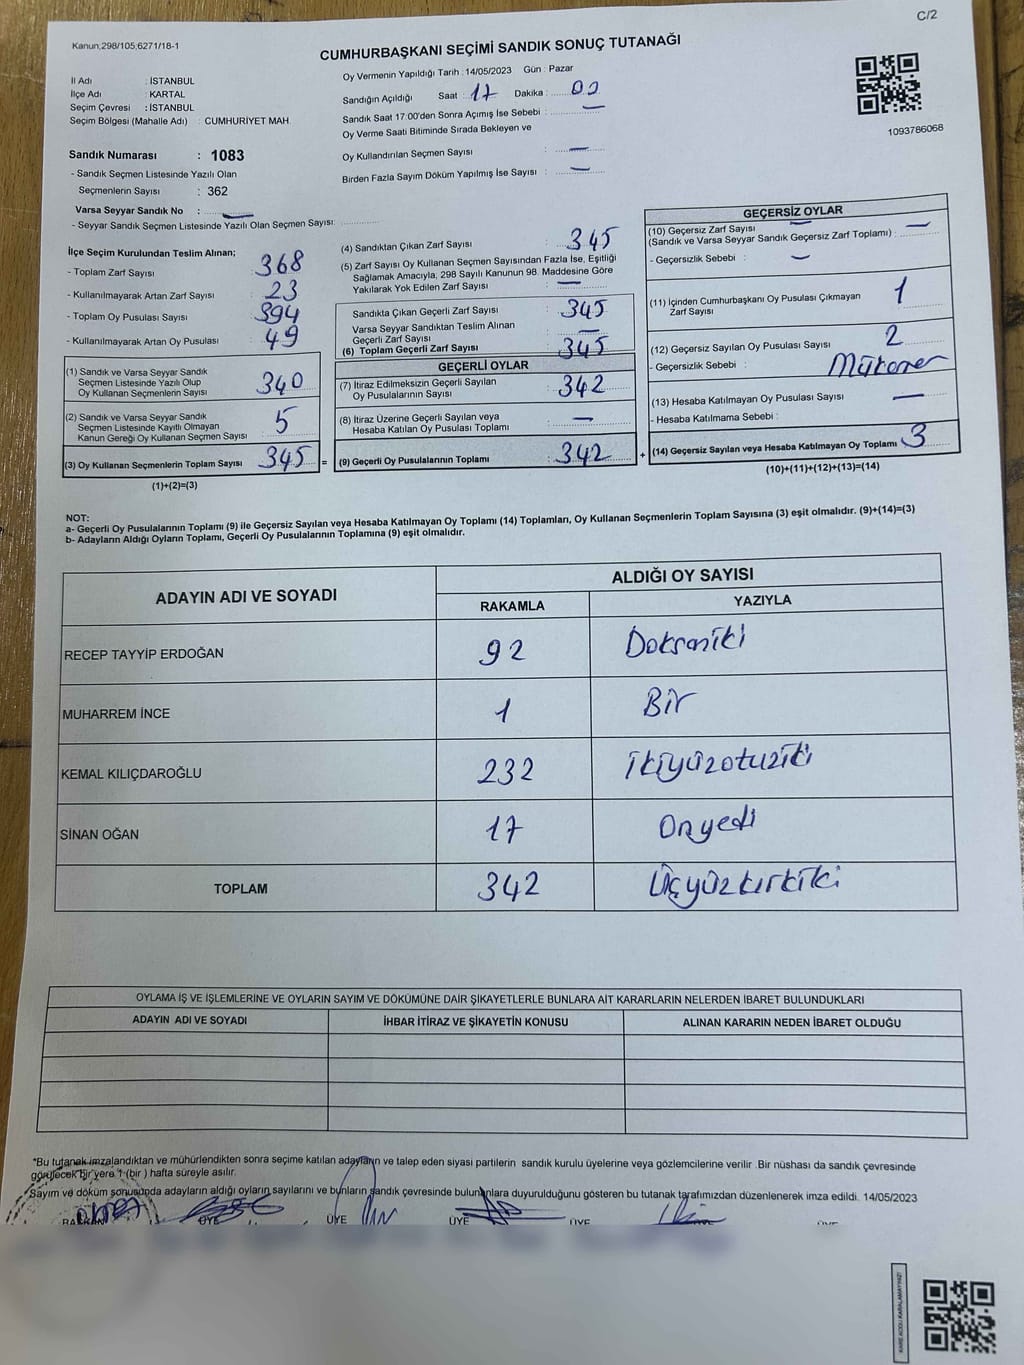 C/2
Kanun;298/105;6271/18-1
CUMHURBAŞKANI SEÇİMİ SANDIK SONUÇ TUTANAĞI
İl Adı : İSTANBUL
İlçe Adı : KARTAL
Seçim Çevresi : İSTANBUL
Seçim Bölgesi (Mahalle Adı) : CUMHURİYET MAH.
Sandık Numarası : 1083
- Sandık Seçmen Listesinde Yazılı Olan
Seçmenlerin Sayısı : 362
Varsa Seyyar Sandık No : —
- Seyyar Sandık Seçmen Listesinde Yazılı Olan Seçmen Sayısı:
Oy Vermenin Yapıldığı Tarih : 14/05/2023 Gün : Pazar
Sandığın Açıldığı Saat : 17 Dakika : 00
Sandık Saat 17:00'den Sonra Açımış İse Sebebi : —
Oy Verme Saati Bitiminde Sırada Bekleyen ve
Oy Kullandırılan Seçmen Sayısı : —
Birden Fazla Sayım Döküm Yapılmış İse Sayısı : —
1093786068
İlçe Seçim Kurulundan Teslim Alınan;
- Toplam Zarf Sayısı : 368
- Kullanılmayarak Artan Zarf Sayısı : 23
- Toplam Oy Pusulası Sayısı : 394
- Kullanılmayarak Artan Oy Pusulası : 49
(1) Sandık ve Varsa Seyyar Sandık
Seçmen Listesinde Yazılı Olup
Oy Kullanan Seçmenlerin Sayısı : 340
(2) Sandık ve Varsa Seyyar Sandık
Seçmen Listesinde Kayıtlı Olmayan
Kanun Gereği Oy Kullanan Seçmen Sayısı : 5
(3) Oy Kullanan Seçmenlerin Toplam Sayısı : 345 =
(1)+(2)=(3)
(4) Sandıktan Çıkan Zarf Sayısı : 345
(5) Zarf Sayısı Oy Kullanan Seçmen Sayısından Fazla İse, Eşitliği
Sağlamak Amacıyla, 298 Sayılı Kanunun 98. Maddesine Göre
Yakılarak Yok Edilen Zarf Sayısı : —
Sandıkta Çıkan Geçerli Zarf Sayısı : 345
Varsa Seyyar Sandıktan Teslim Alınan
Geçerli Zarf Sayısı : —
(6) Toplam Geçerli Zarf Sayısı : 345
GEÇERLİ OYLAR
(7) İtiraz Edilmeksizin Geçerli Sayılan
Oy Pusulalarının Sayısı : 342
(8) İtiraz Üzerine Geçerli Sayılan veya
Hesaba Katılan Oy Pusulası Toplamı : —
(9) Geçerli Oy Pusulalarının Toplamı : 342 +
GEÇERSİZ OYLAR
(10) Geçersiz Zarf Sayısı —
(Sandık ve Varsa Seyyar Sandık Geçersiz Zarf Toplamı) : —
- Geçersizlik Sebebi : —
(11) İçinden Cumhurbaşkanı Oy Pusulası Çıkmayan
Zarf Sayısı : 1
(12) Geçersiz Sayılan Oy Pusulası Sayısı : 2
- Geçersizlik Sebebi :
(13) Hesaba Katılmayan Oy Pusulası Sayısı : —
- Hesaba Katılmama Sebebi :
(14) Geçersiz Sayılan veya Hesaba Katılmayan Oy Toplamı : 3
(10)+(11)+(12)+(13)=(14)
NOT:
a- Geçerli Oy Pusulalarının Toplamı (9) ile Geçersiz Sayılan veya Hesaba Katılmayan Oy Toplamı (14) Toplamları, Oy Kullanan Seçmenlerin Toplam Sayısına (3) eşit olmalıdır. (9)+(14)=(3)
b- Adayların Aldığı Oyların Toplamı, Geçerli Oy Pusulalarının Toplamına (9) eşit olmalıdır.
ADAYIN ADI VE SOYADI ALDIĞI OY SAYISI
RAKAMLA YAZIYLA
RECEP TAYYİP ERDOĞAN 92 Doksaniki
MUHARREM İNCE 1 Bir
KEMAL KILIÇDAROĞLU 232 İkiyüzotuziki
SİNAN OĞAN 17 Onyedi
TOPLAM 342 Üçyüzkırkiki
OYLAMA İŞ VE İŞLEMLERİNE VE OYLARIN SAYIM VE DÖKÜMÜNE DAİR ŞİKAYETLERLE BUNLARA AİT KARARLARIN NELERDEN İBARET BULUNDUKLARI
ADAYIN ADI VE SOYADI İHBAR İTİRAZ VE ŞİKAYETİN KONUSU ALINAN KARARIN NEDEN İBARET OLDUĞU
*Bu tutanak imzalandıktan ve mühürlendikten sonra seçime katılan adayların ve talep eden siyasi partilerin sandık kurulu üyelerine veya gözlemcilerine verilir .Bir nüshası da sandık çevresinde
görülecek bir yere 1 (bir ) hafta süreyle asılır.
Sayım ve döküm sonusunda adayların aldığı oyların sayılarını ve bunların sandık çevresinde bulunanlara duyurulduğunu gösteren bu tutanak tarafımızdan düzenlenerek imza edildi. 14/05/2023
BAŞKAN ÜYE ÜYE ÜYE ÜYE ÜYE